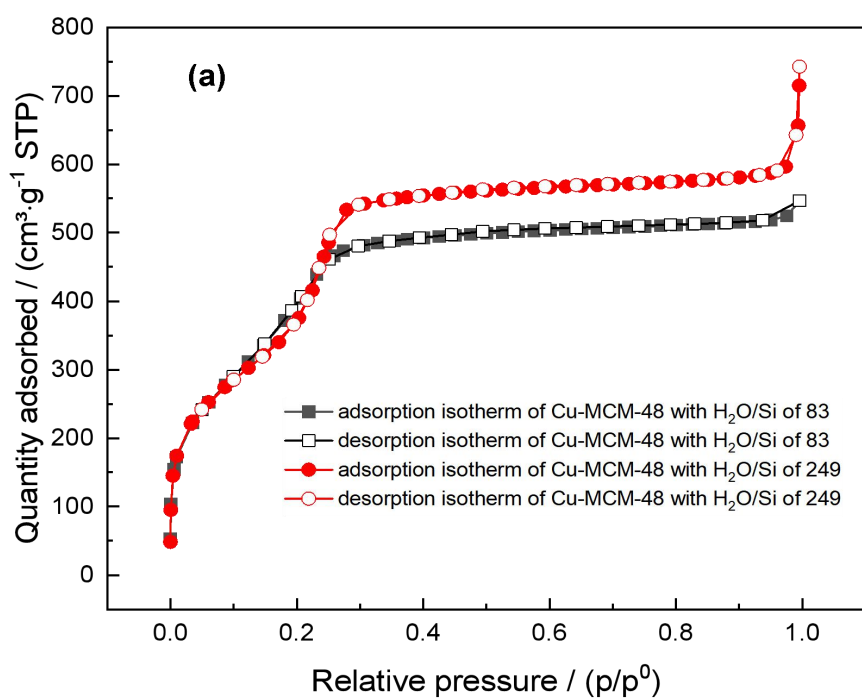 (a)
800
700
600
500
400
300
200
100
0
Quantity adsorbed / (cm³·g⁻¹ STP)
adsorption isotherm of Cu-MCM-48 with H₂O/Si of 83
desorption isotherm of Cu-MCM-48 with H₂O/Si of 83
adsorption isotherm of Cu-MCM-48 with H₂O/Si of 249
desorption isotherm of Cu-MCM-48 with H₂O/Si of 249
0.0 0.2 0.4 0.6 0.8 1.0
Relative pressure / (p/p⁰)